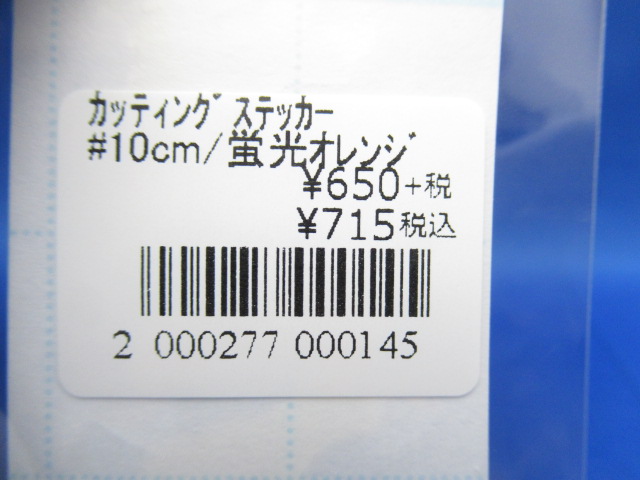 カッティングステッカー
#10cm/蛍光オレンジ
¥650+税
¥715税込
2 000277 000145